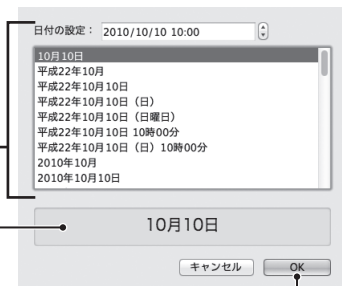 日付の設定： 2010/10/10 10:00
10月10日
平成22年10月
平成22年10月10日
平成22年10月10日（日）
平成22年10月10日（日曜日）
平成22年10月10日 10時00分
平成22年10月10日（日）10時00分
2010年10月
2010年10月10日
10月10日
キャンセル OK